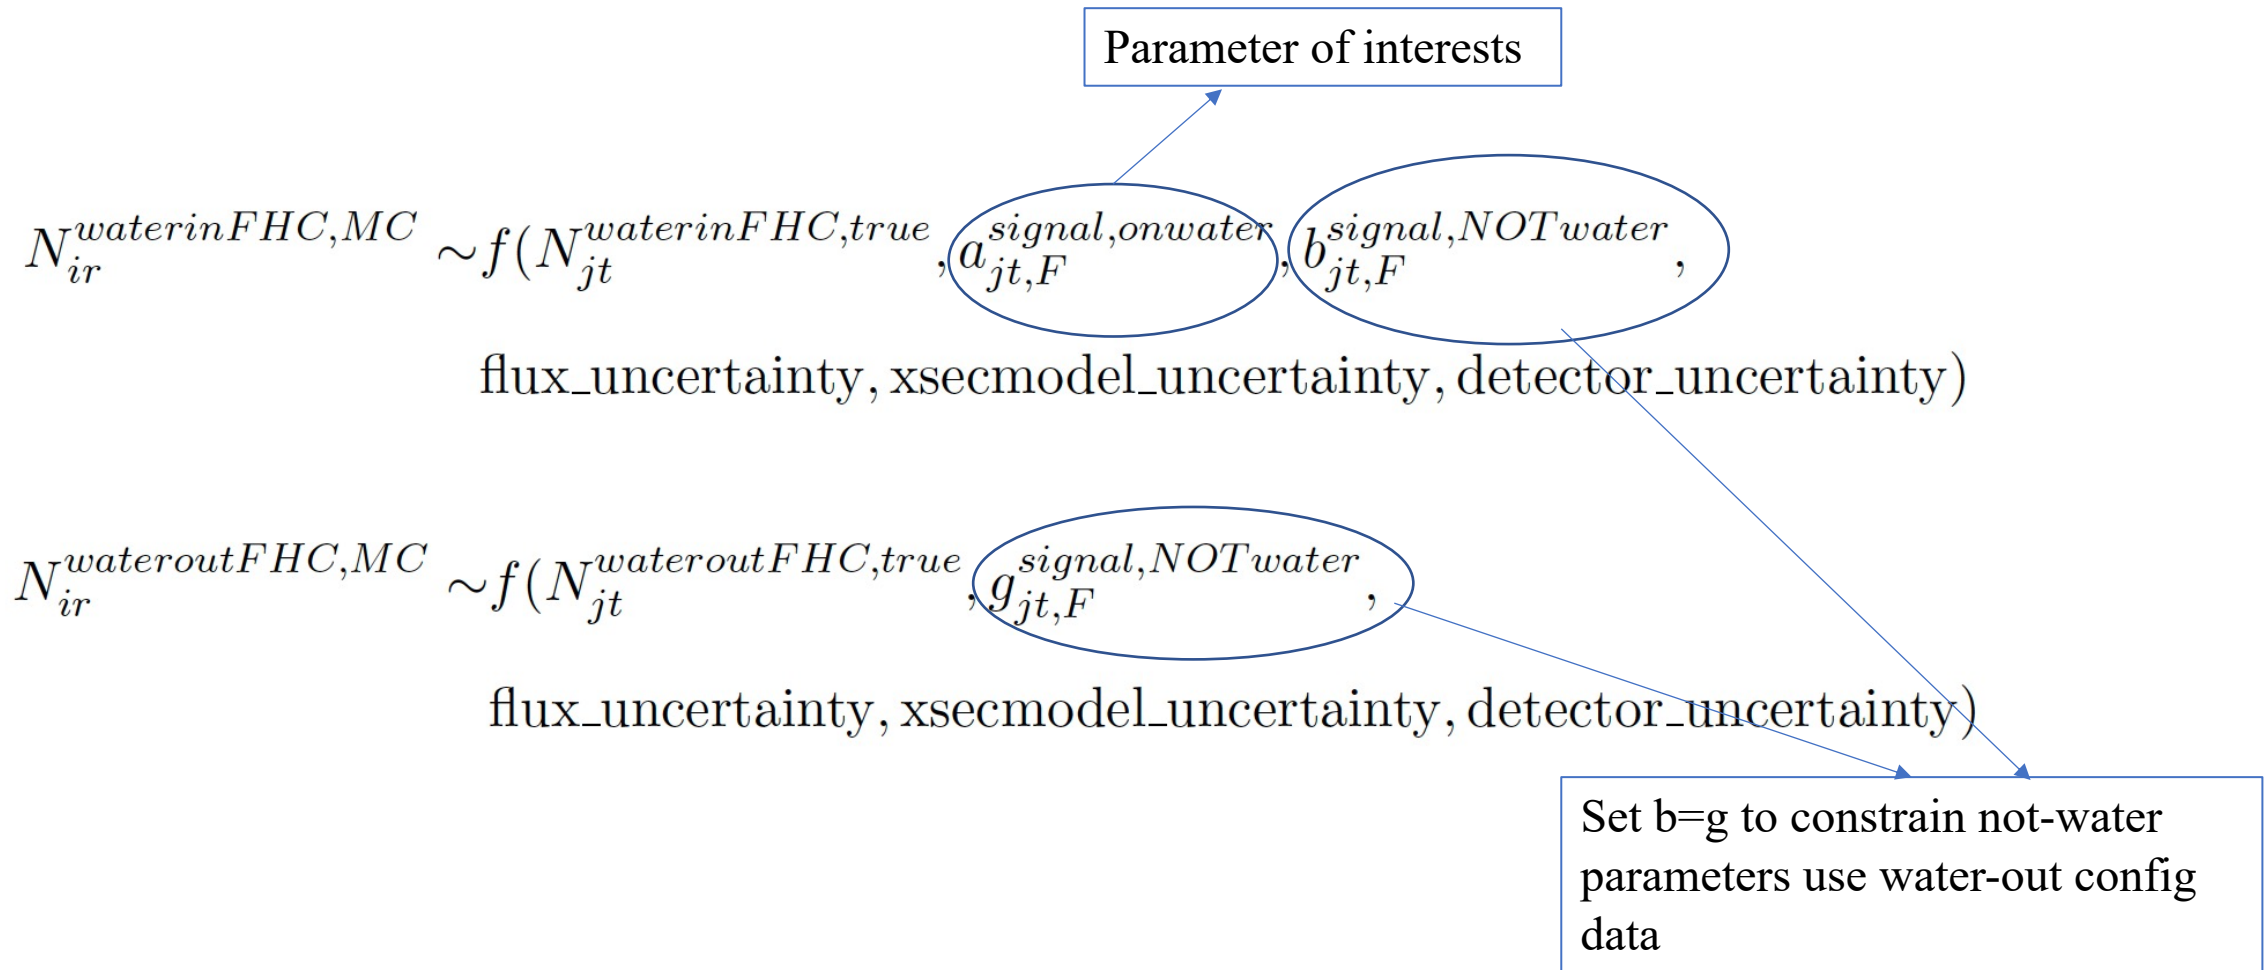 Parameter of interests
$N_{ir}^{waterinFHC,MC} \sim f(N_{jt}^{waterinFHC,true}, a_{jt,F}^{signal,onwater}, b_{jt,F}^{signal,NOTwater},$
flux_uncertainty, xsecmodel_uncertainty, detector_uncertainty)
$N_{ir}^{wateroutFHC,MC} \sim f(N_{jt}^{wateroutFHC,true}, g_{jt,F}^{signal,NOTwater},$
flux_uncertainty, xsecmodel_uncertainty, detector_uncertainty)
Set b=g to constrain not-water
parameters use water-out config
data